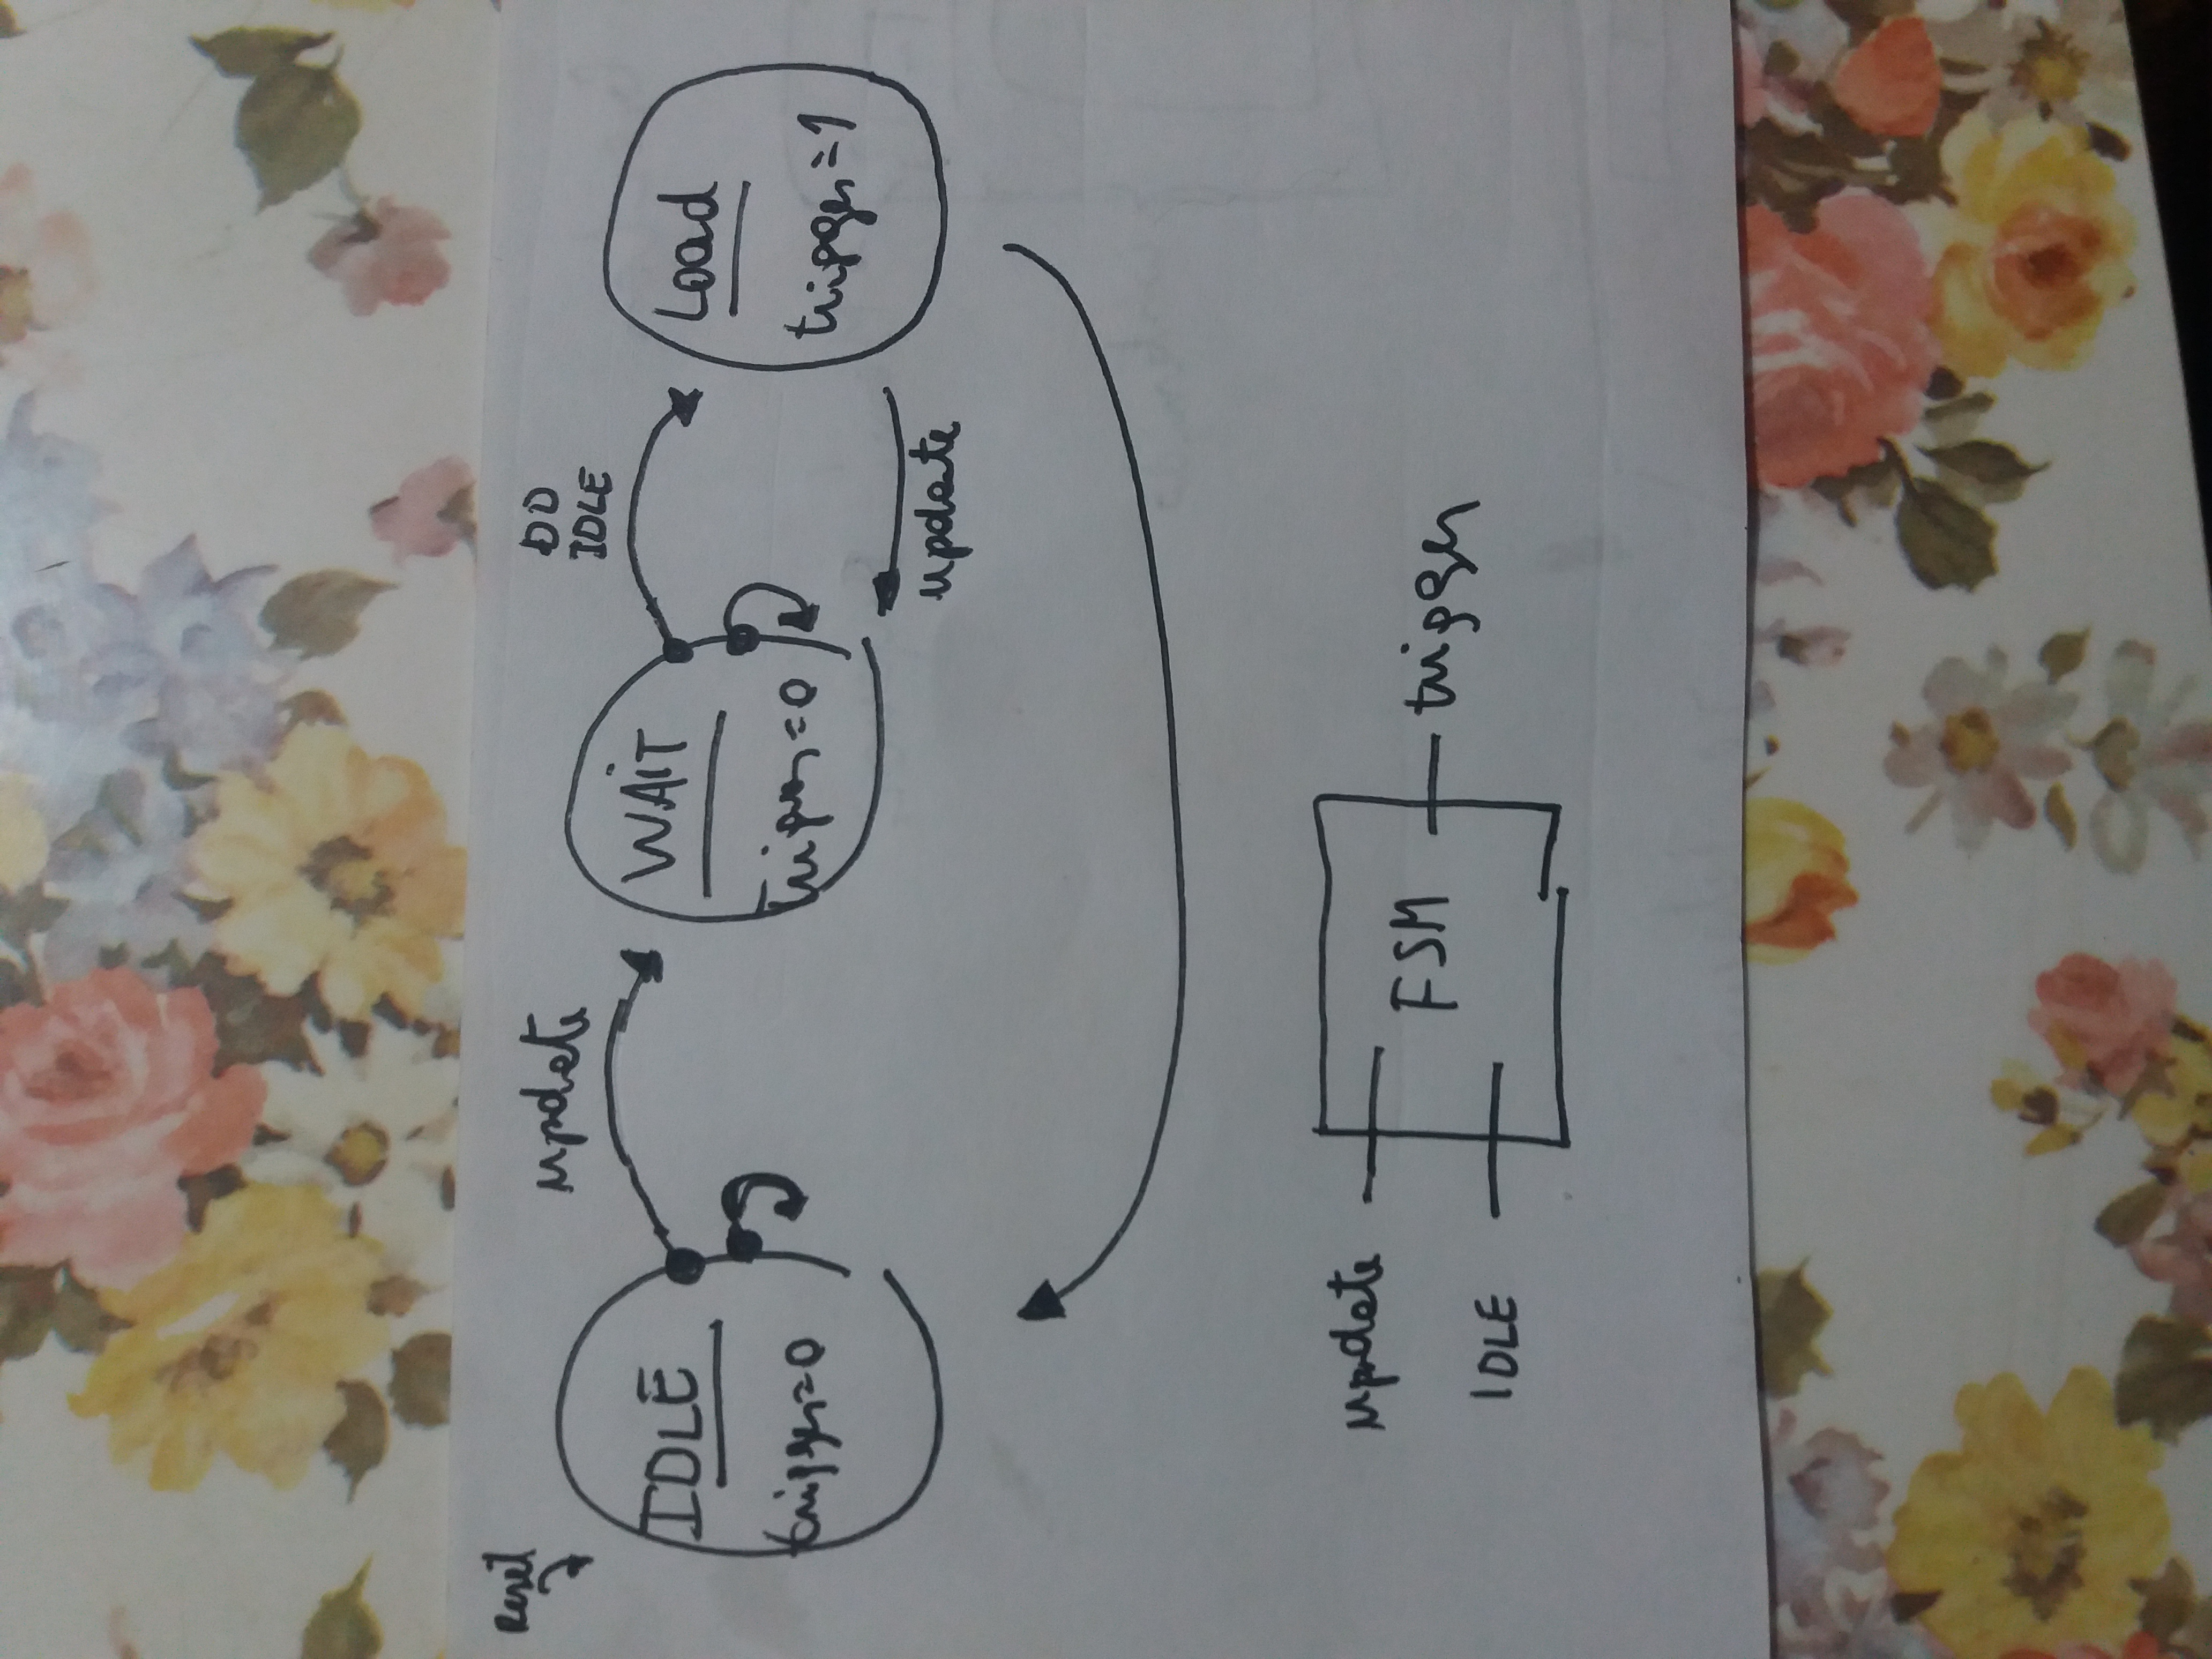 Reset
update
DD
IDLE
IDLE
trigger=0
WAIT
trigger=0
Load
trigger=1
update
update
IDLE
FSM
trigger